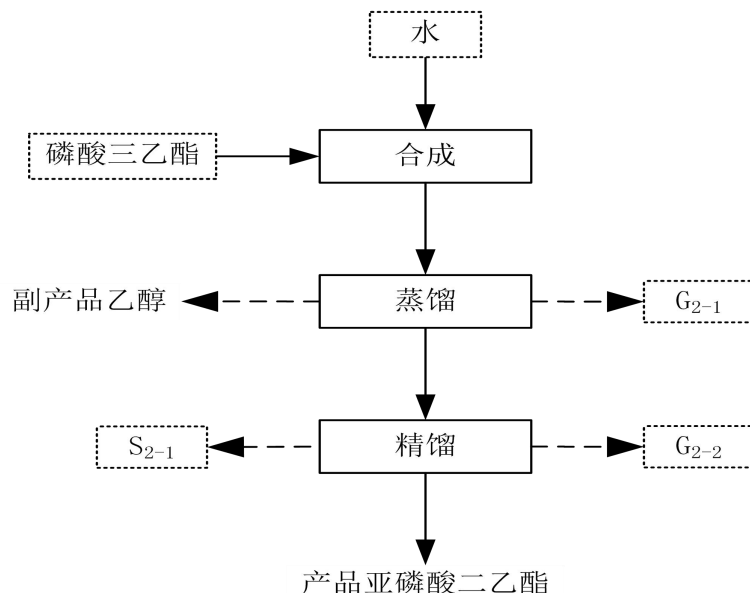 水
磷酸三乙酯
合成
副产品乙醇
蒸馏
G₂₋₁
S₂₋₁
精馏
G₂₋₂
产品亚磷酸二乙酯